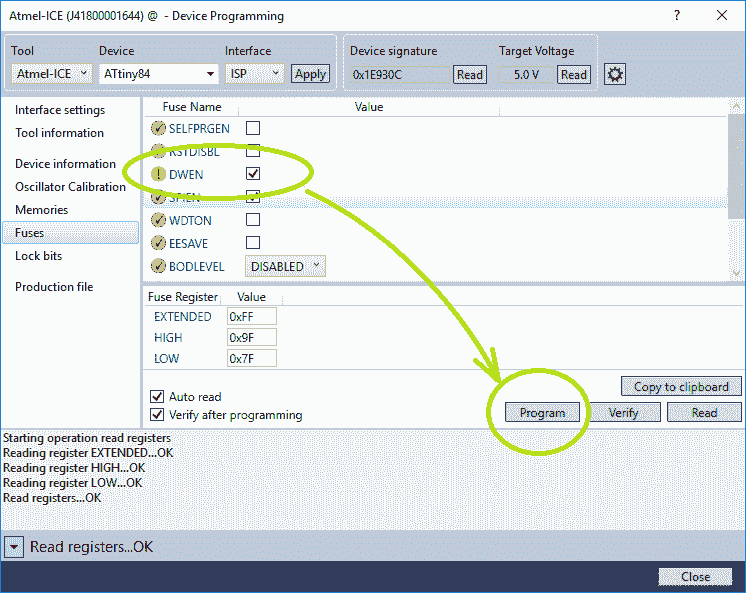 Atmel-ICE (J41800001644) @ - Device Programming
Tool Device Interface Device signature Target Voltage
Atmel-ICE ATtiny84 ISP Apply 0x1E930C Read 5.0 V Read
Interface settings
Tool information
Device information
Oscillator Calibration
Memories
Fuses
Lock bits
Production file
Fuse Name Value
SELFPRGEN
RSTDISBL
DWEN
SPIEN
WDTON
EESAVE
BODLEVEL DISABLED
Fuse Register Value
EXTENDED 0xFF
HIGH 0x9F
LOW 0x7F
Auto read
Verify after programming
Copy to clipboard
Program Verify Read
Starting operation read registers
Reading register EXTENDED...OK
Reading register HIGH...OK
Reading register LOW...OK
Read registers...OK
Read registers...OK
Close